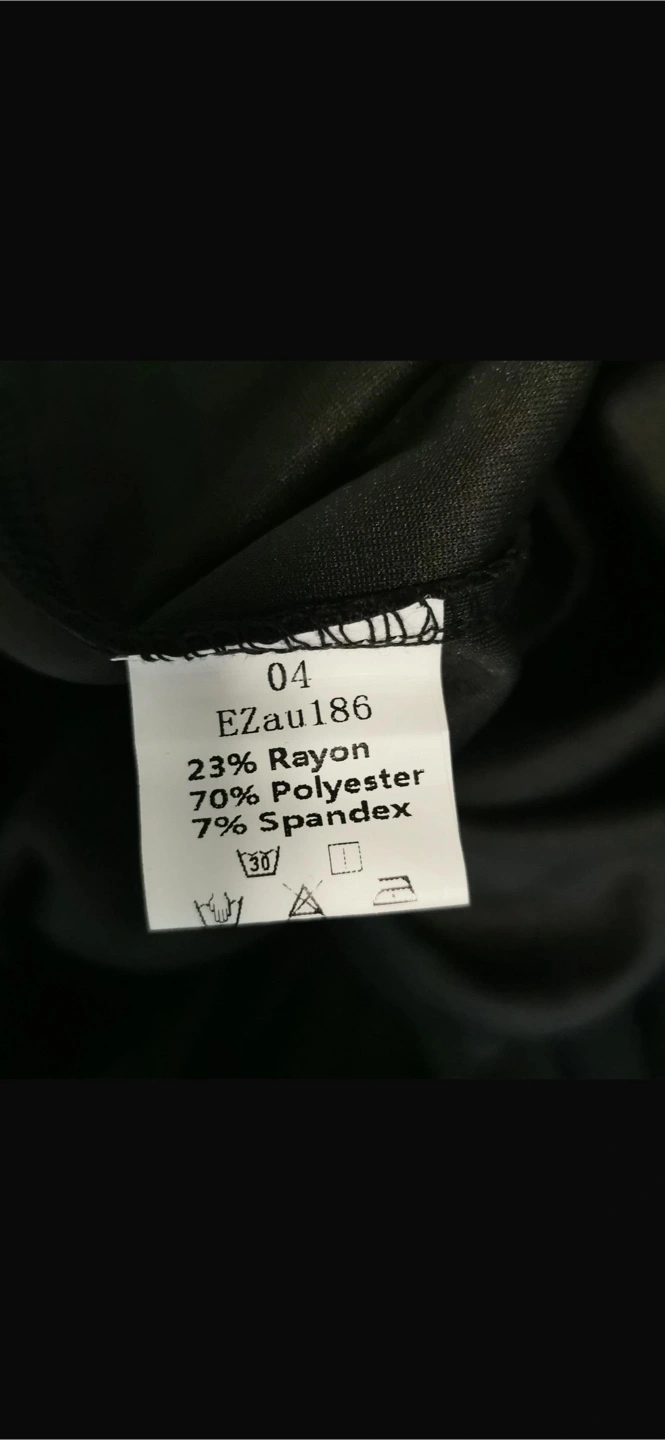 04
EZau186
23% Rayon
70% Polyester
7% Spandex
30